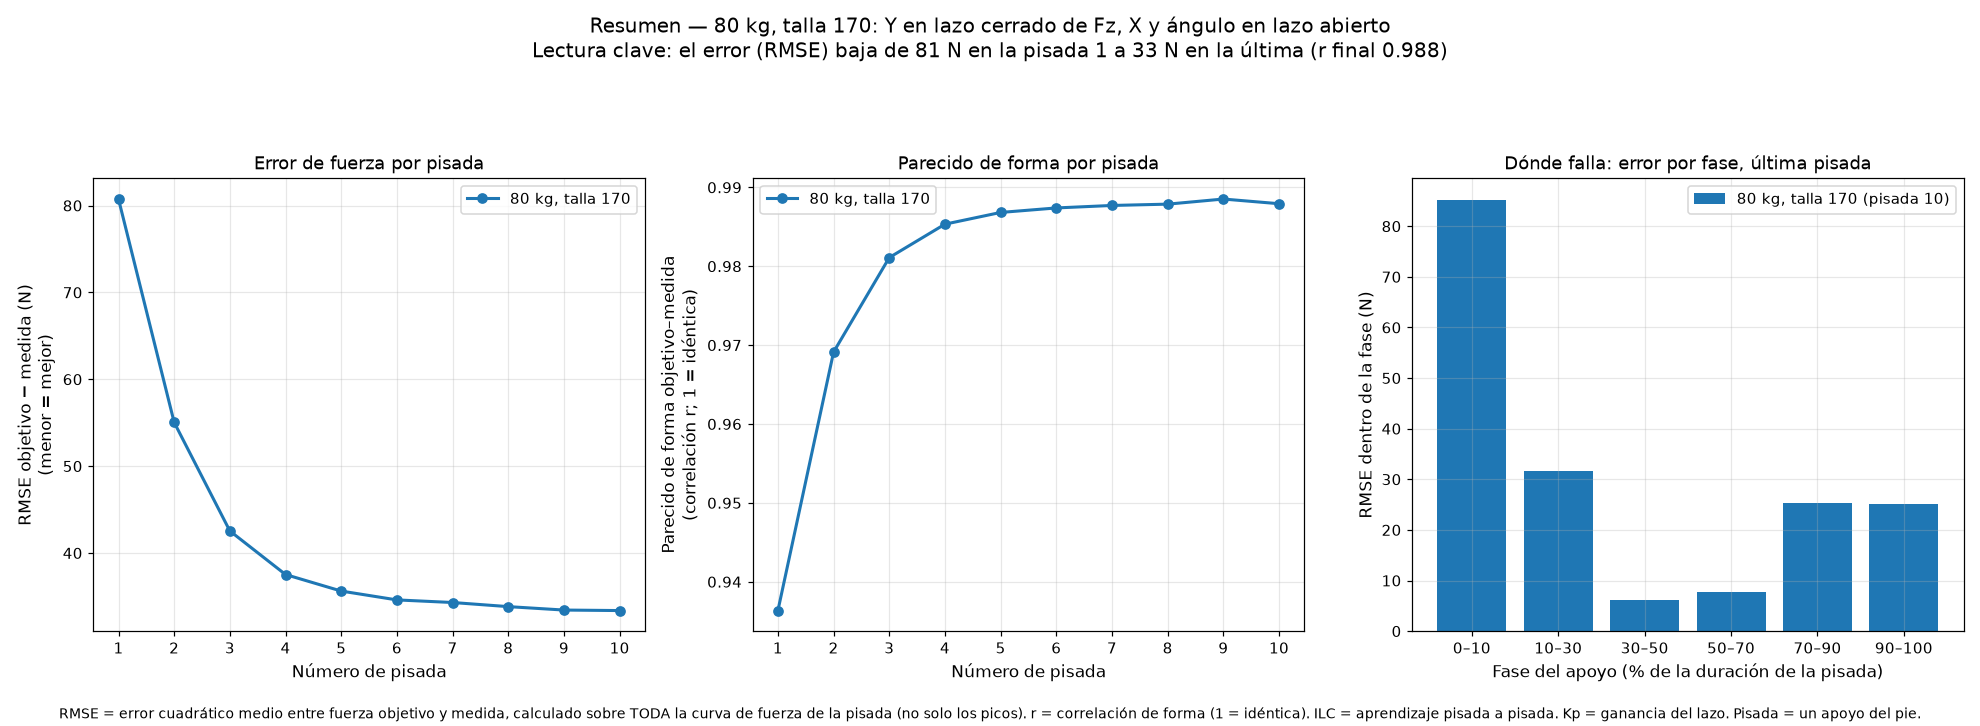 Resumen — 80 kg, talla 170: Y en lazo cerrado de Fz, X y ángulo en lazo abierto
Lectura clave: el error (RMSE) baja de 81 N en la pisada 1 a 33 N en la última (r final 0.988)
Error de fuerza por pisada
80 kg, talla 170
RMSE objetivo − medida (N)
(menor = mejor)
80
70
60
50
40
1 2 3 4 5 6 7 8 9 10
Número de pisada
Parecido de forma por pisada
80 kg, talla 170
Parecido de forma objetivo–medida
(correlación r; 1 = idéntica)
0.99
0.98
0.97
0.96
0.95
0.94
1 2 3 4 5 6 7 8 9 10
Número de pisada
Dónde falla: error por fase, última pisada
80 kg, talla 170 (pisada 10)
RMSE dentro de la fase (N)
80
70
60
50
40
30
20
10
0
0–10 10–30 30–50 50–70 70–90 90–100
Fase del apoyo (% de la duración de la pisada)
RMSE = error cuadrático medio entre fuerza objetivo y medida, calculado sobre TODA la curva de fuerza de la pisada (no solo los picos). r = correlación de forma (1 = idéntica). ILC = aprendizaje pisada a pisada. Kp = ganancia del lazo. Pisada = un apoyo del pie.